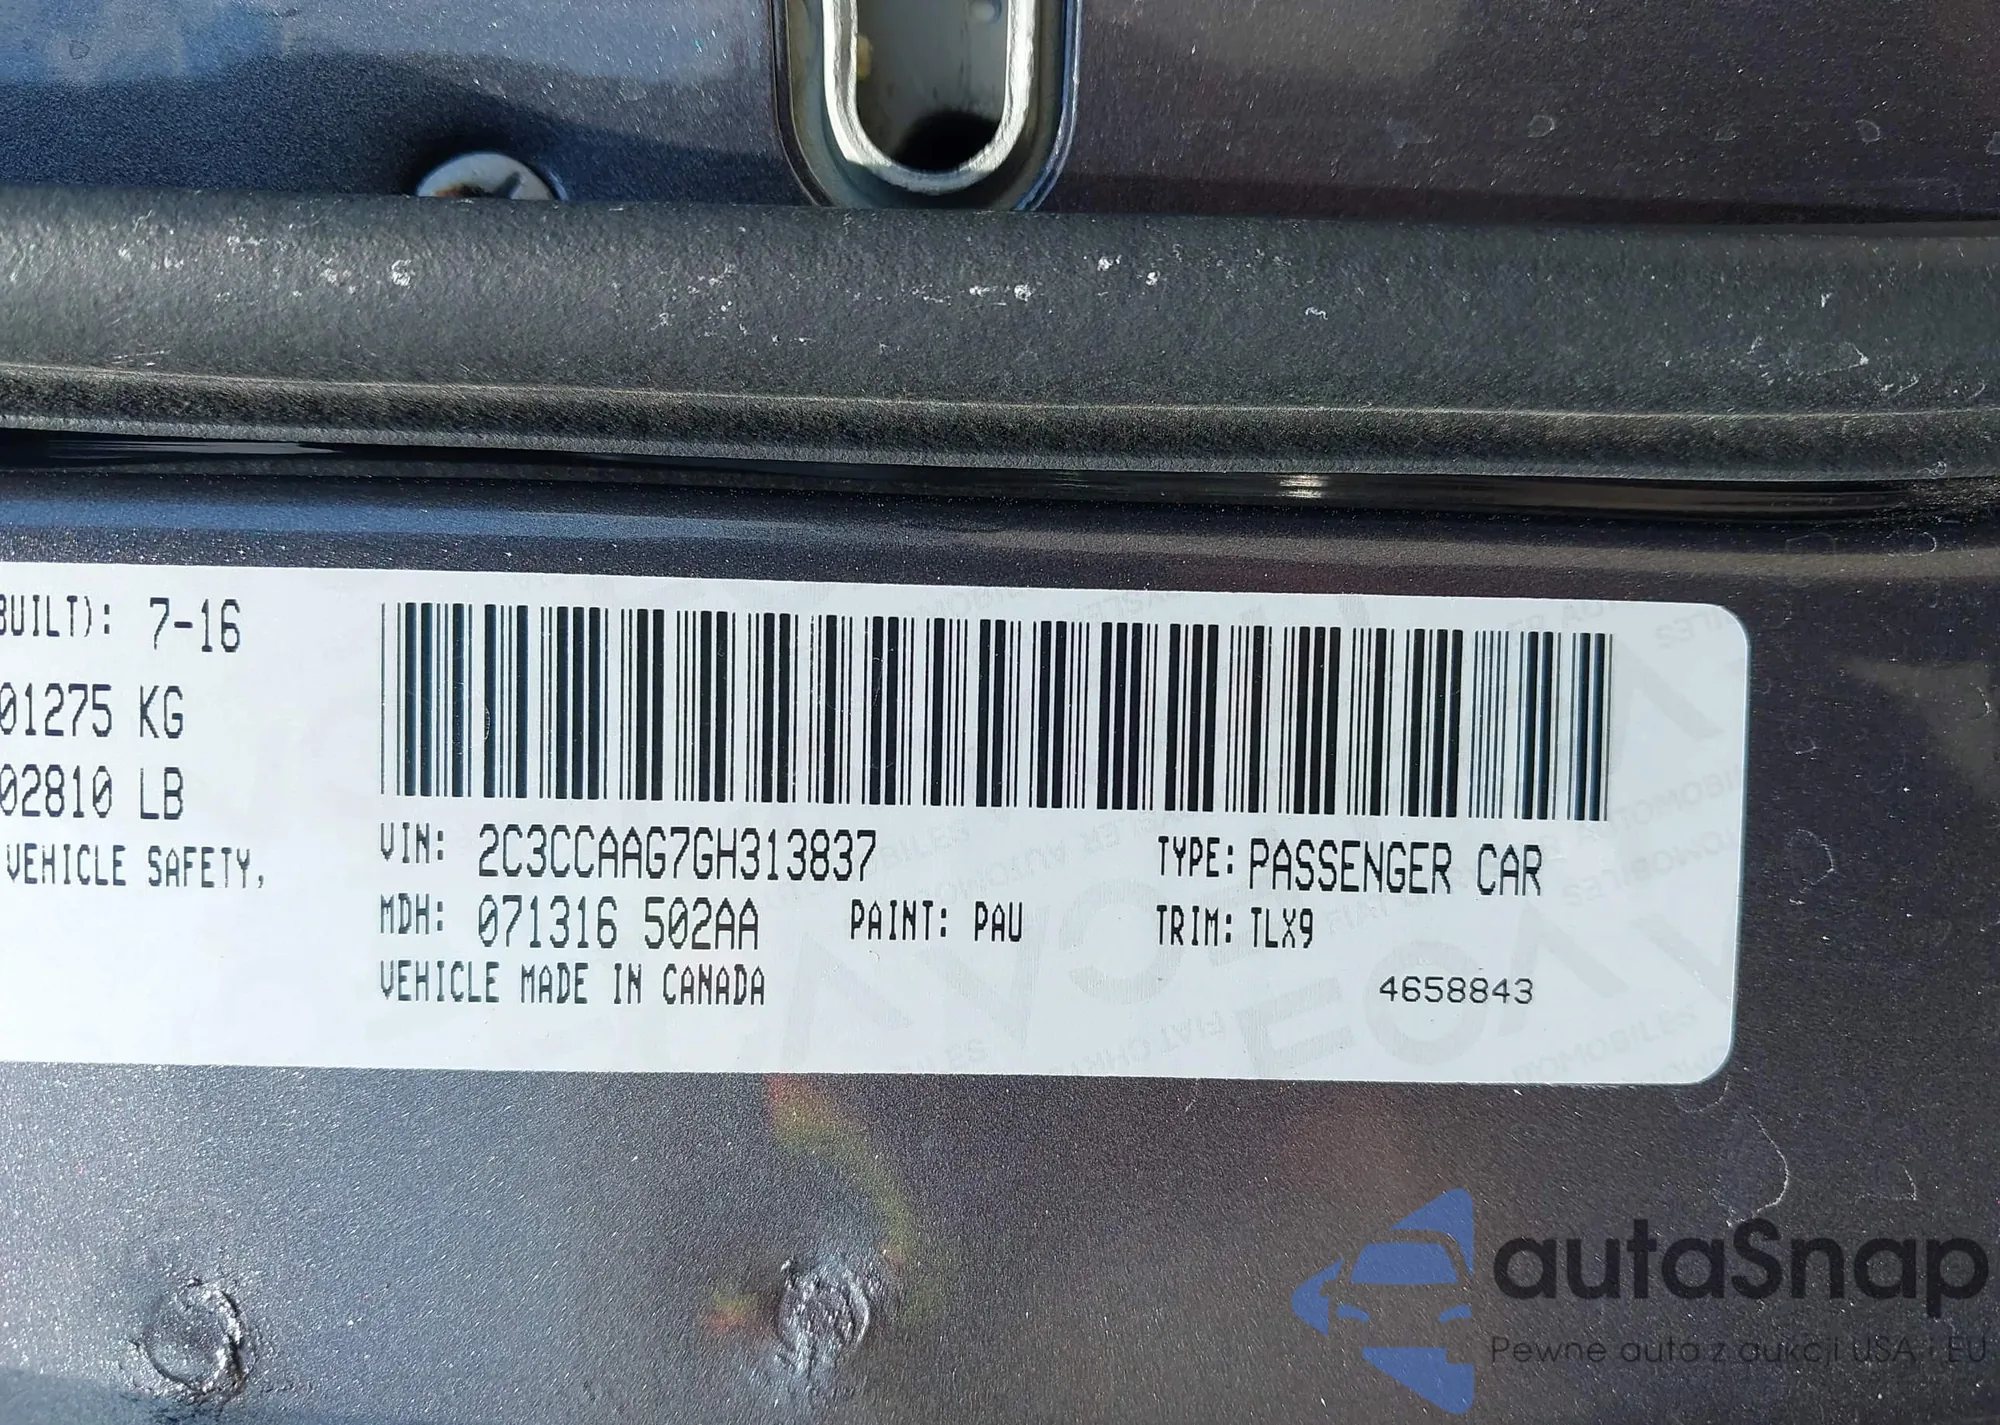 BUILT): 7-16
01275 KG
02810 LB
VEHICLE SAFETY,
VIN: 2C3CCAAG7GH313837
TYPE: PASSENGER CAR
MDH: 071316 502AA
PAINT: PAU
TRIM: TLX9
VEHICLE MADE IN CANADA
4658843
autaSnap
Pewne auta z aukcji USA i EU